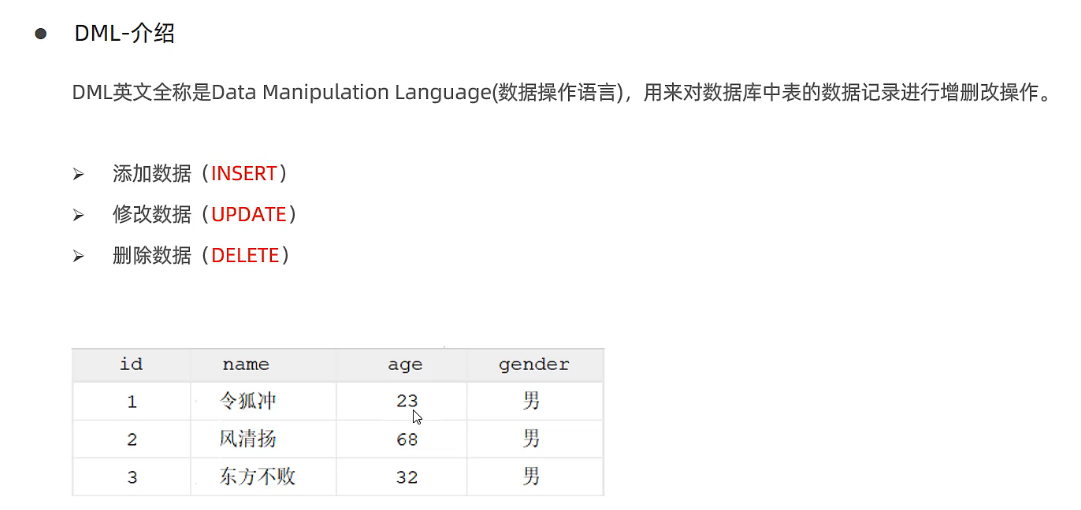 DML-介绍
DML英文全称是Data Manipulation Language(数据操作语言)，用来对数据库中表的数据记录进行增删改操作。
添加数据（INSERT）
修改数据（UPDATE）
删除数据（DELETE）
id name age gender
1 令狐冲 23 男
2 风清扬 68 男
3 东方不败 32 男